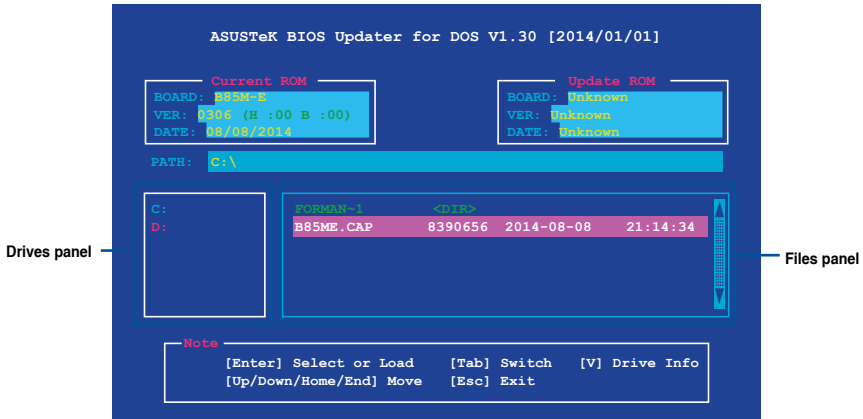 ASUSTeK BIOS Updater for DOS V1.30 [2014/01/01]
Current ROM
BOARD: B85M-E
VER: 0306 (H :00 B :00)
DATE: 08/08/2014
Update ROM
BOARD: Unknown
VER: Unknown
DATE: Unknown
PATH: C:\
C:
D:
FORMAN~1 <DIR>
B85ME.CAP 8390656 2014-08-08 21:14:34
Drives panel
Files panel
Note
[Enter] Select or Load [Tab] Switch [V] Drive Info
[Up/Down/Home/End] Move [Esc] Exit